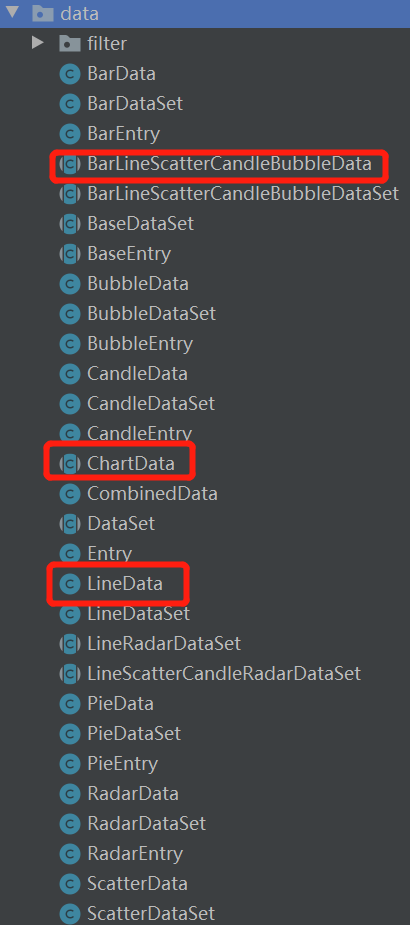 data
filter
BarData
BarDataSet
BarEntry
BarLineScatterCandleBubbleData
BarLineScatterCandleBubbleDataSet
BaseDataSet
BaseEntry
BubbleData
BubbleDataSet
BubbleEntry
CandleData
CandleDataSet
CandleEntry
ChartData
CombinedData
DataSet
Entry
LineData
LineDataSet
LineRadarDataSet
LineScatterCandleRadarDataSet
PieData
PieDataSet
PieEntry
RadarData
RadarDataSet
RadarEntry
ScatterData
ScatterDataSet